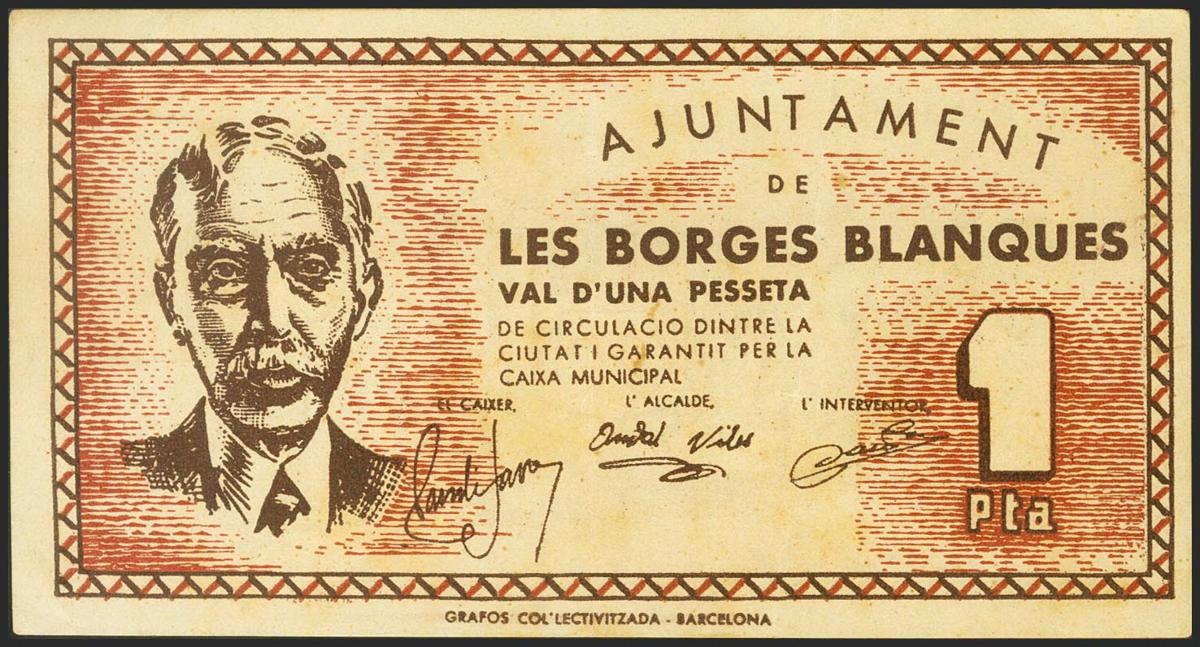 AJUNTAMENT
DE
LES BORGES BLANQUES
VAL D'UNA PESSETA
DE CIRCULACIO DINTRE LA
CIUTAT I GARANTIT PER LA
CAIXA MUNICIPAL
EL CAIXER, L' ALCALDE, L' INTERVENTOR,
1
Pta
GRAFOS COL'LECTIVITZADA - BARCELONA